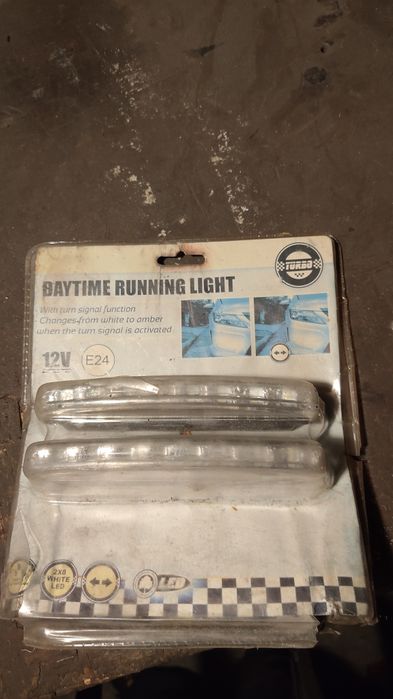 TURBO
DAYTIME RUNNING LIGHT
With turn signal function
Changes from white to amber
when the turn signal is activated
12V
E24
2X8
WHITE
LED
LED